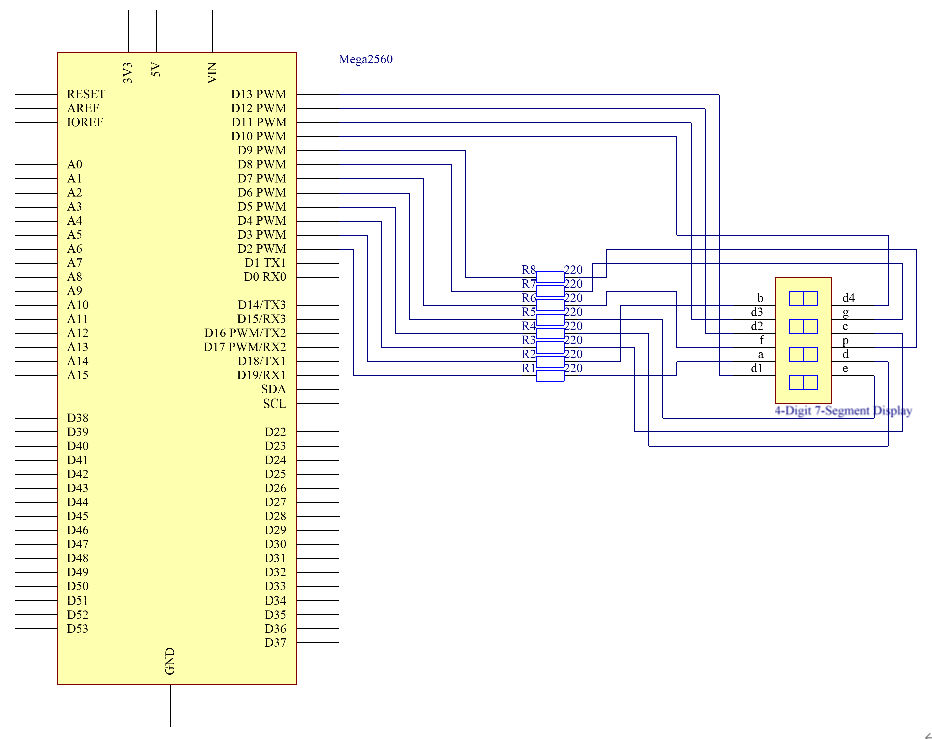 3V3
5V
VIN
Mega2560
RESET
AREF
IOREF
A0
A1
A2
A3
A4
A5
A6
A7
A8
A9
A10
A11
A12
A13
A14
A15
D38
D39
D40
D41
D42
D43
D44
D45
D46
D47
D48
D49
D50
D51
D52
D53
D13 PWM
D12 PWM
D11 PWM
D10 PWM
D9 PWM
D8 PWM
D7 PWM
D6 PWM
D5 PWM
D4 PWM
D3 PWM
D2 PWM
D1 TX1
D0 RX0
D14/TX3
D15/RX3
D16 PWM/TX2
D17 PWM/RX2
D18/TX1
D19/RX1
SDA
SCL
D22
D23
D24
D25
D26
D27
D28
D29
D30
D31
D32
D33
D34
D35
D36
D37
GND
R8 220
R7 220
R6 220
R5 220
R4 220
R3 220
R2 220
R1 220
b
d3
d2
f
a
d1
d4
g
c
p
d
e
4-Digit 7-Segment Display